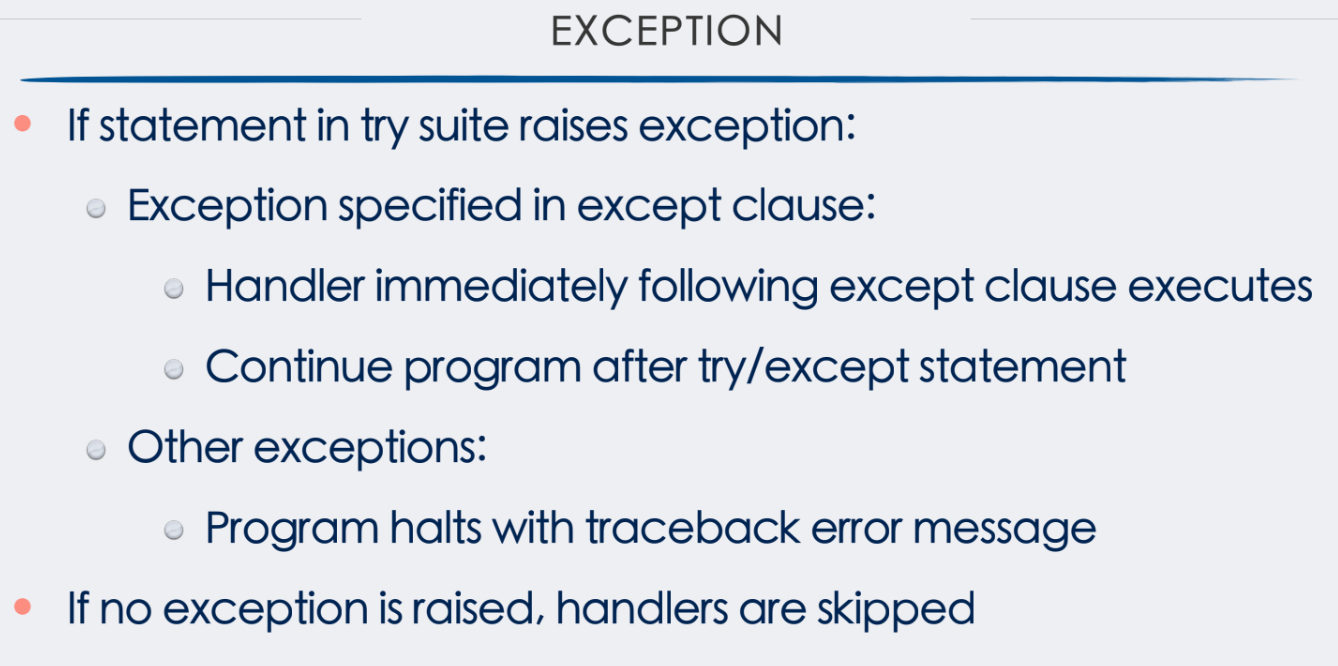 EXCEPTION
If statement in try suite raises exception:
Exception specified in except clause:
Handler immediately following except clause executes
Continue program after try/except statement
Other exceptions:
Program halts with traceback error message
If no exception is raised, handlers are skipped